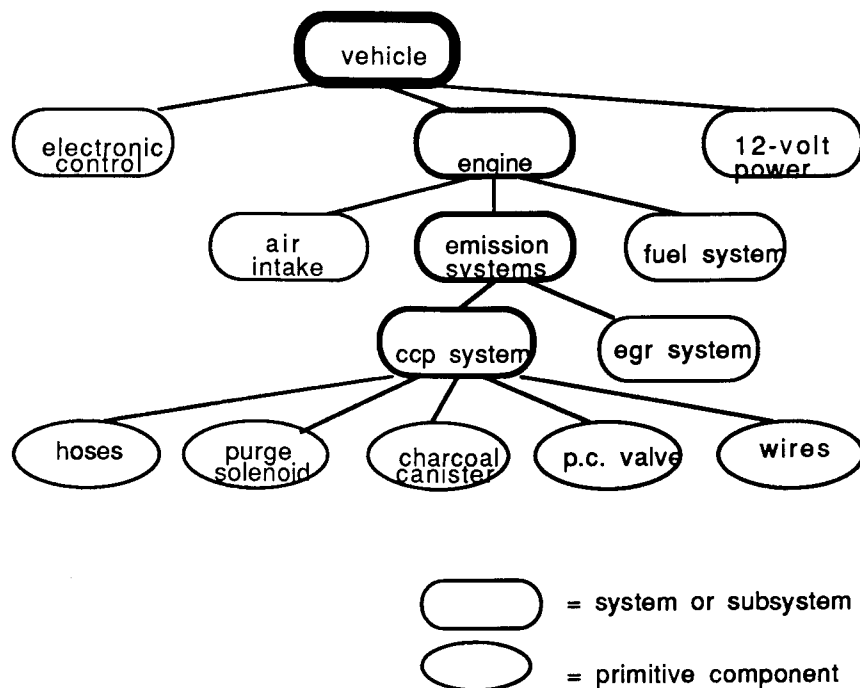 vehicle
electronic
control
engine
12-volt
power
air
intake
emission
systems
fuel system
ccp system
egr system
hoses
purge
solenoid
charcoal
canister
p.c. valve
wires
= system or subsystem
= primitive component